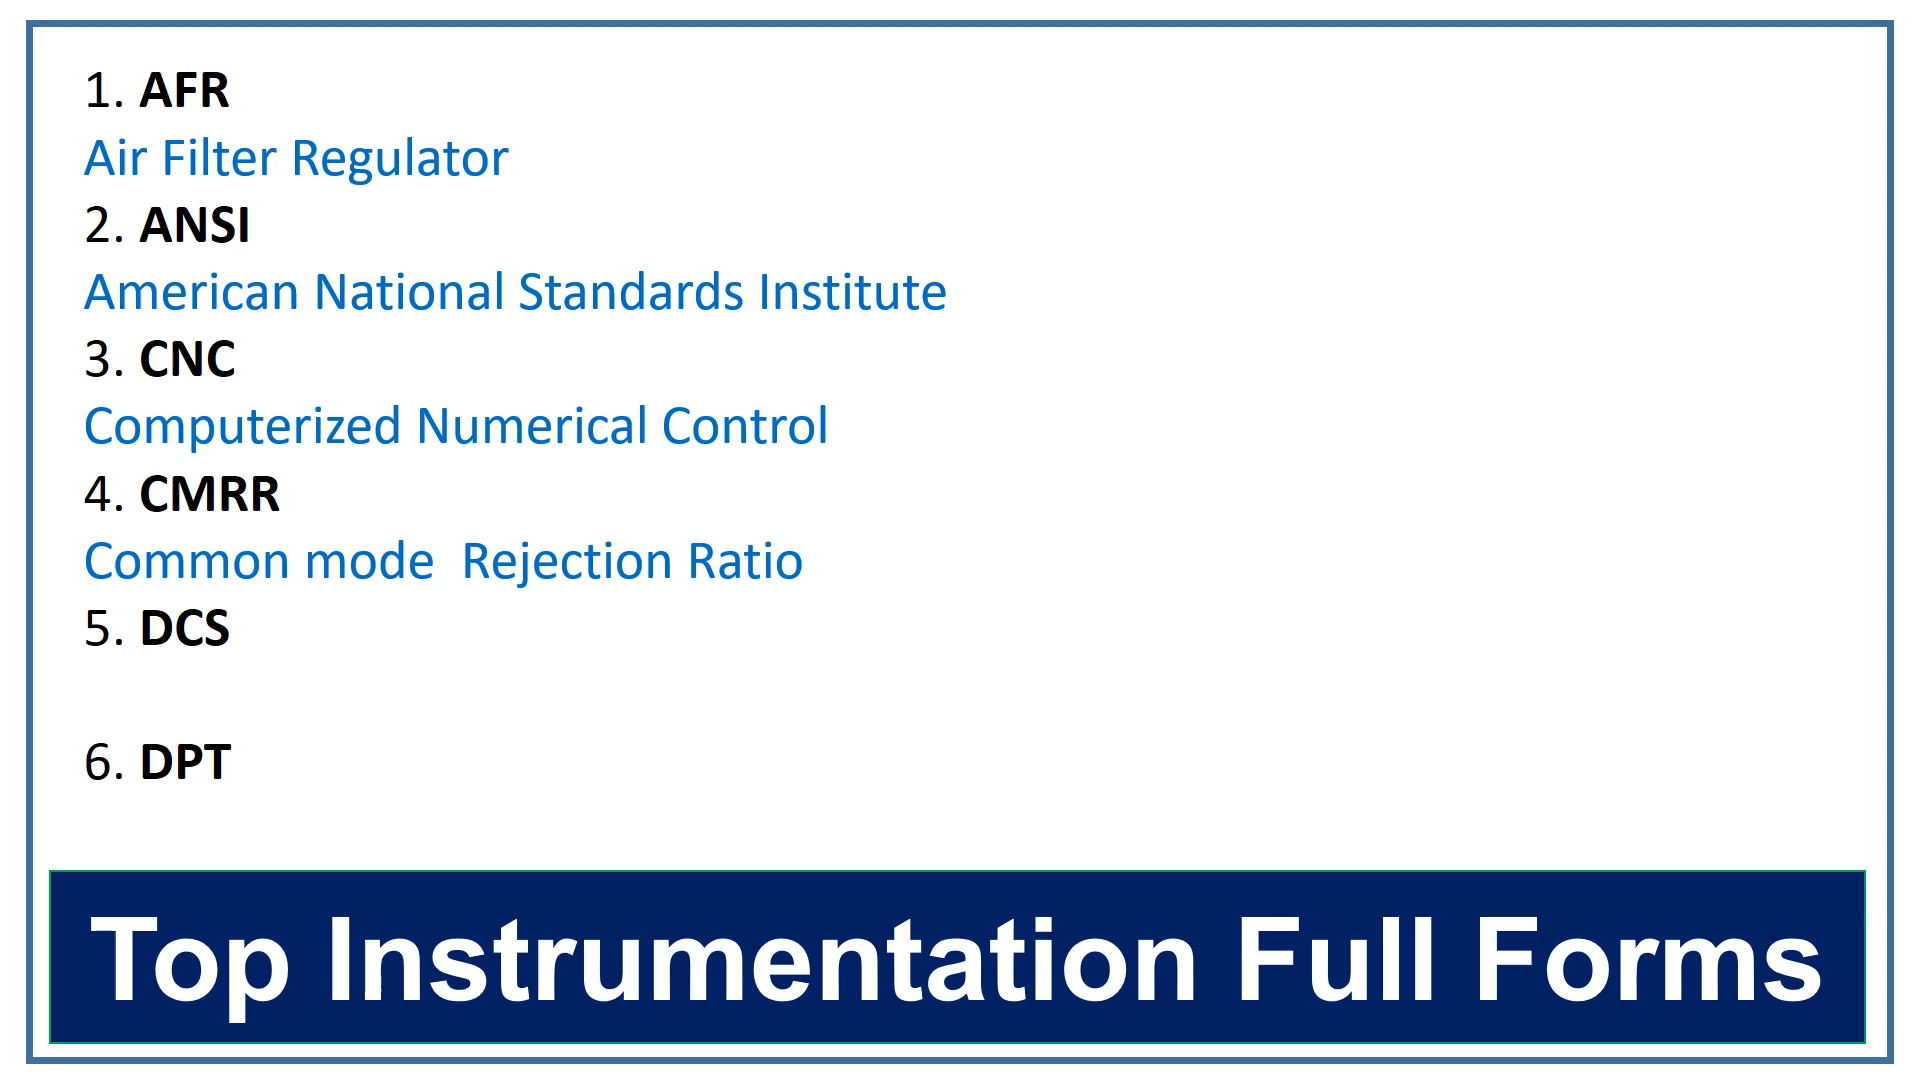 1. AFR
Air Filter Regulator
2. ANSI
American National Standards Institute
3. CNC
Computerized Numerical Control
4. CMRR
Common mode  Rejection Ratio
5. DCS
6. DPT
Top Instrumentation Full Forms